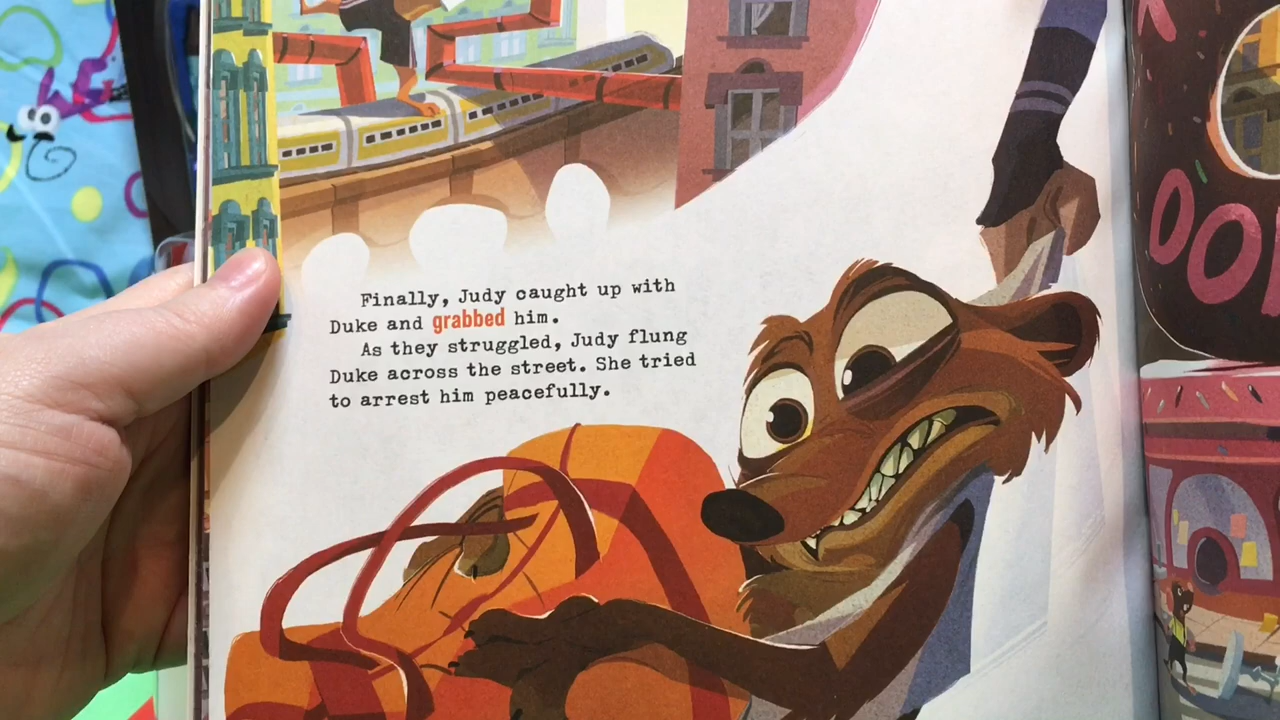 Finally, Judy caught up with
Duke and grabbed him.
As they struggled, Judy flung
Duke across the street. She tried
to arrest him peacefully.